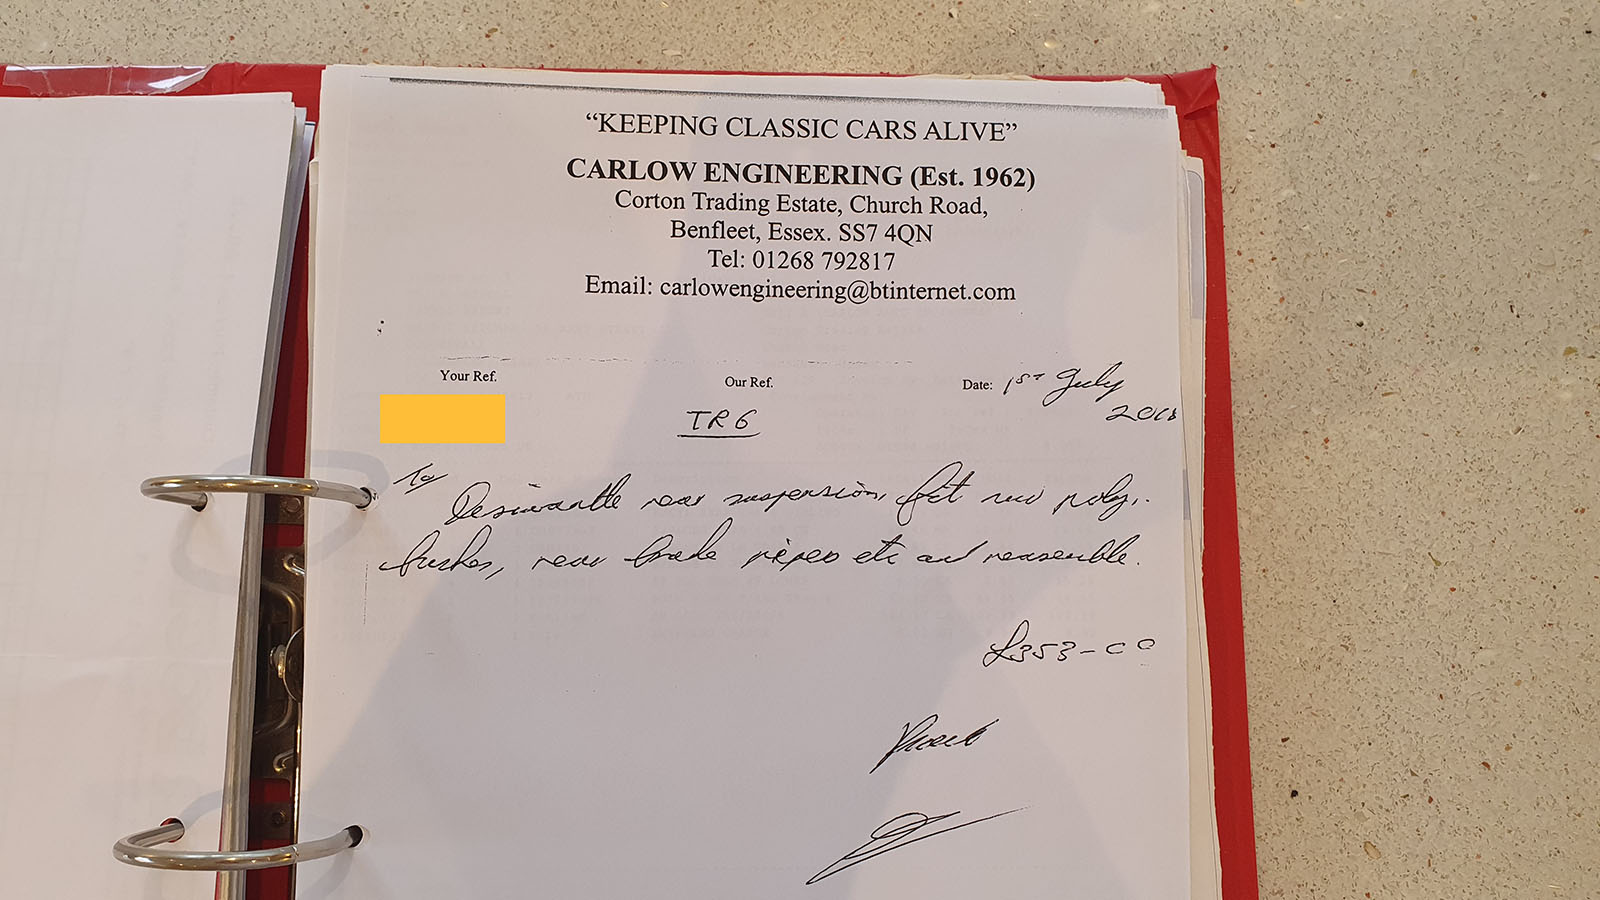 “KEEPING CLASSIC CARS ALIVE”
CARLOW ENGINEERING (Est. 1962)
Corton Trading Estate, Church Road,
Benfleet, Essex. SS7 4QN
Tel: 01268 792817
Email: carlowengineering@btinternet.com
Your Ref.
Our Ref.
Date: 1st July
TR6
To
Dismantle rear suspension, fit new poly.
bushes, rear brake pipes etc and reassemble.
£353-00